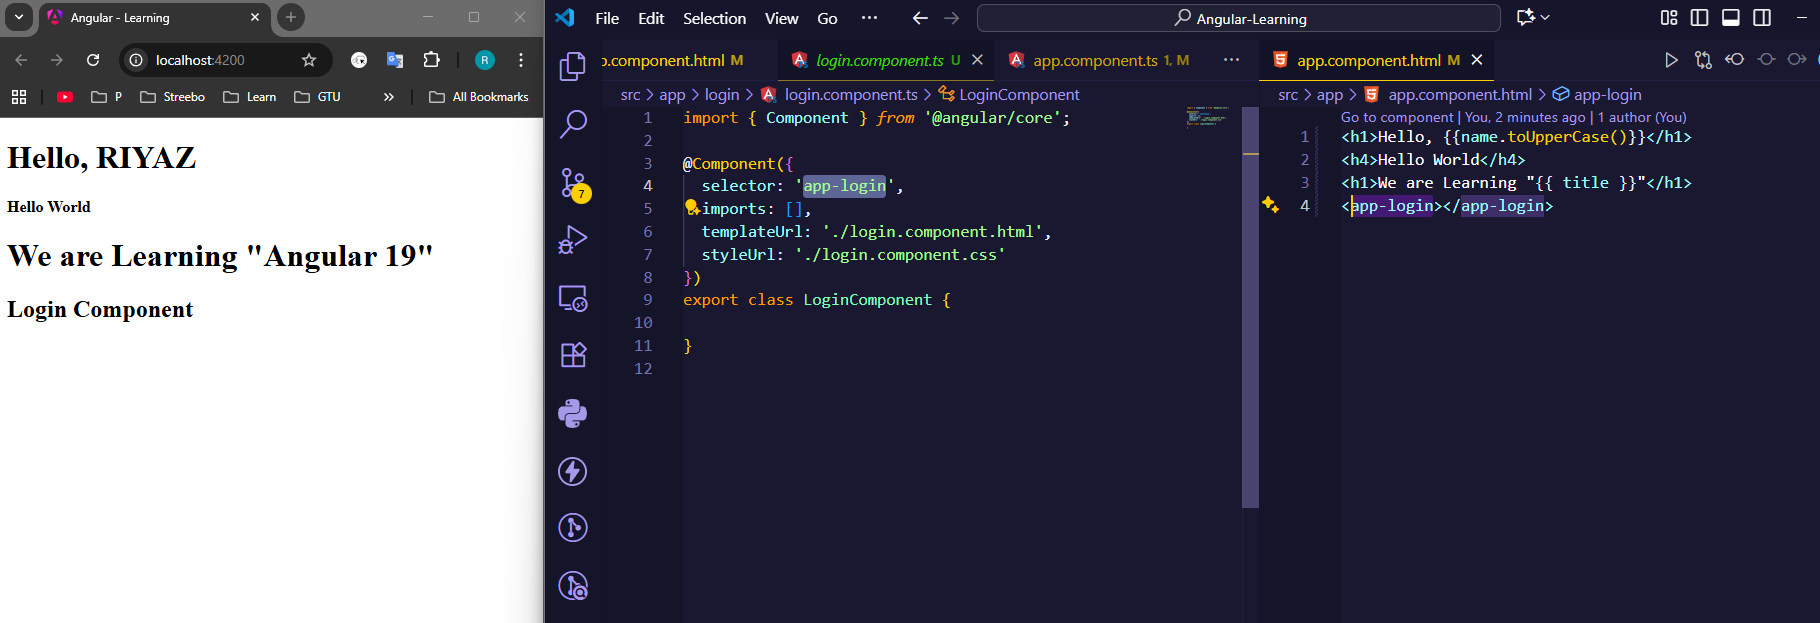 Angular - Learning
localhost:4200
R
P
Streebo
Learn
GTU
»
All Bookmarks
Hello, RIYAZ
Hello World
We are Learning "Angular 19"
Login Component
File Edit Selection View Go ···
Angular-Learning
7
o.component.html M
login.component.ts U
app.component.ts 1, M
···
src > app > login > login.component.ts > LoginComponent
1 import { Component } from '@angular/core';
2
3 @Component({
4 selector: 'app-login',
5 imports: [],
6 templateUrl: './login.component.html',
7 styleUrl: './login.component.css'
8 })
9 export class LoginComponent {
10
11 }
12
app.component.html M
src > app > app.component.html > app-login
Go to component | You, 2 minutes ago | 1 author (You)
1 <h1>Hello, {{name.toUpperCase()}}</h1>
2 <h4>Hello World</h4>
3 <h1>We are Learning "{{ title }}"</h1>
4 <app-login></app-login>